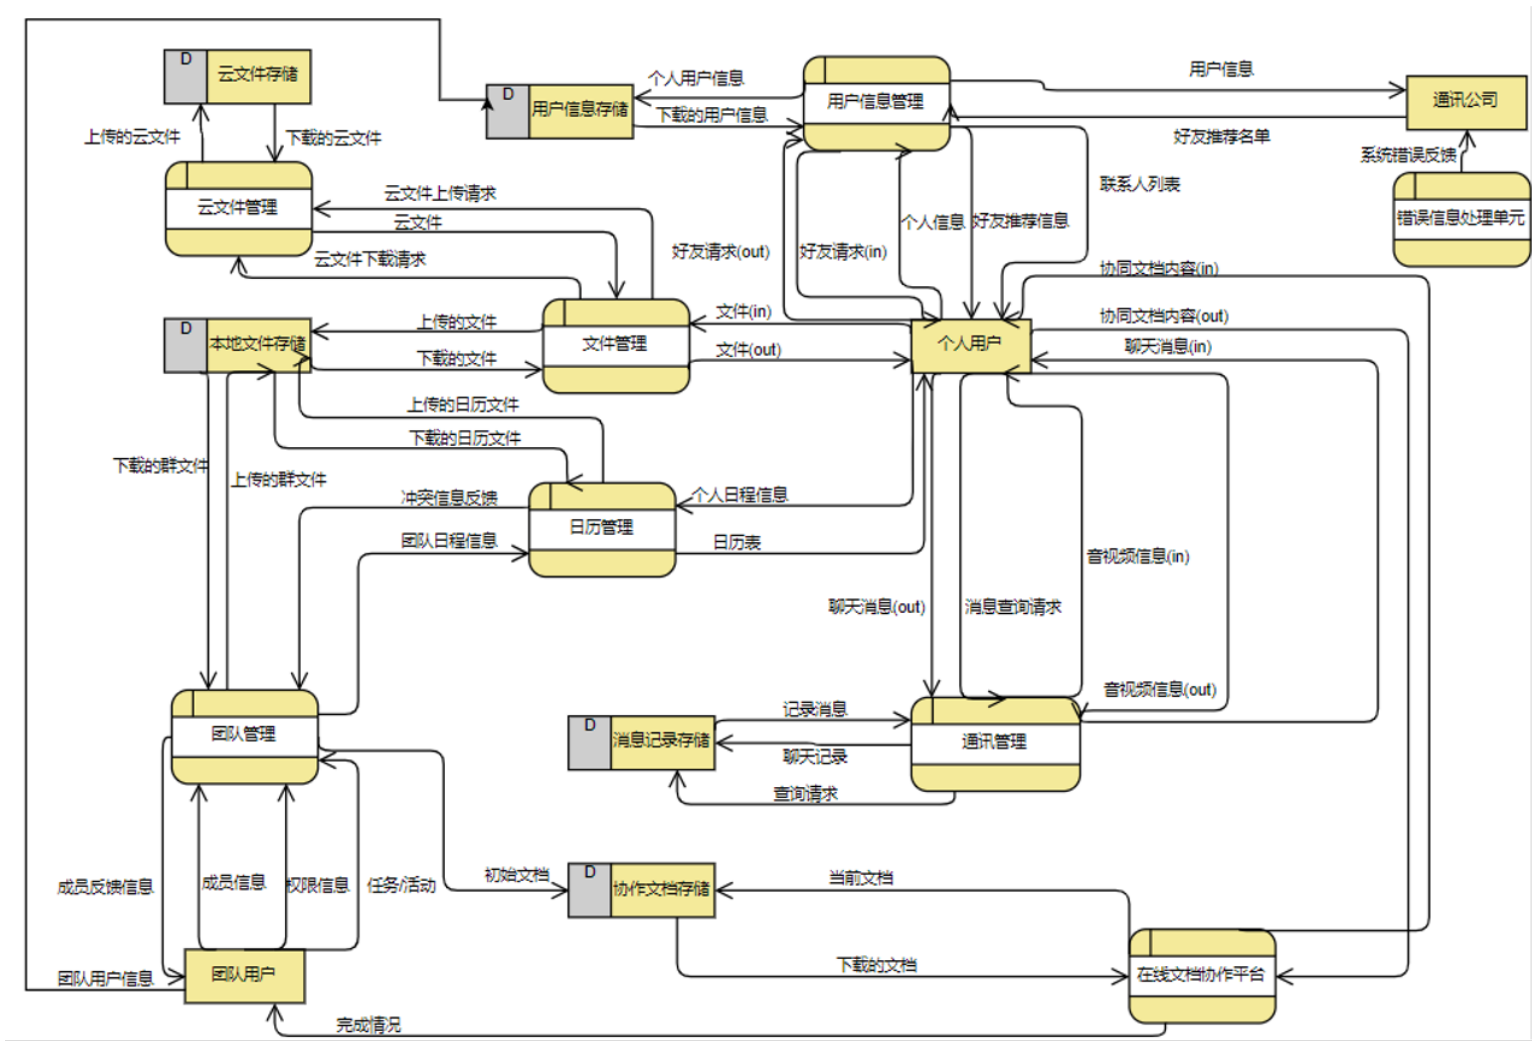 D
云文件存储
D
用户信息存储
个人用户信息
下载的用户信息
用户信息管理
用户信息
通讯公司
好友推荐名单
系统错误反馈
错误信息处理单元
上传的云文件
下载的云文件
云文件管理
云文件上传请求
云文件
云文件下载请求
好友请求(out)
好友请求(in)
个人信息
好友推荐信息
联系人列表
协同文档内容(in)
协同文档内容(out)
聊天消息(in)
D
本地文件存储
上传的文件
下载的文件
文件管理
文件(in)
文件(out)
个人用户
上传的日历文件
下载的日历文件
下载的群文件
上传的群文件
冲突信息反馈
团队日程信息
日历管理
个人日程信息
日历表
聊天消息(out)
消息查询请求
音视频信息(in)
音视频信息(out)
团队管理
D
消息记录存储
记录消息
聊天记录
查询请求
通讯管理
成员反馈信息
成员信息
权限信息
任务/活动
初始文档
D
协作文档存储
当前文档
下载的文档
在线文档协作平台
团队用户信息
团队用户
完成情况